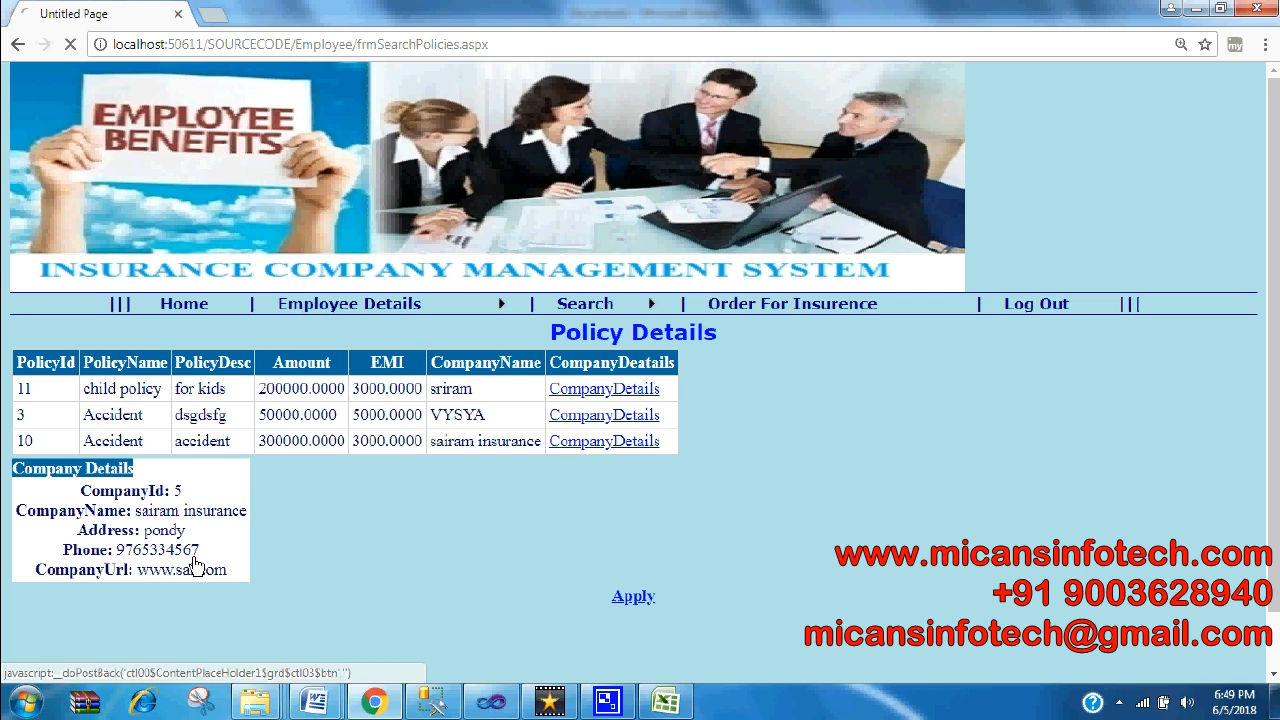 Untitled Page
localhost:50611/SOURCECODE/Employee/frmSearchPolicies.aspx
my
EMPLOYEE
BENEFITS
INSURANCE COMPANY MANAGEMENT SYSTEM
||| Home | Employee Details | Search | Order For Insurence | Log Out |||
Policy Details
PolicyId PolicyName PolicyDesc Amount EMI CompanyName CompanyDeatails
11 child policy for kids 200000.0000 3000.0000 sriram CompanyDetails
3 Accident dsgdsfg 50000.0000 5000.0000 VYSYA CompanyDetails
10 Accident accident 300000.0000 3000.0000 sairam insurance CompanyDetails
Company Details
CompanyId: 5
CompanyName: sairam insurance
Address: pondy
Phone: 9765334567
CompanyUrl:
Apply
www.micansinfotech.com
+91 9003628940
micansinfotech@gmail.com
javascript:__doPostBack('ctl00$ContentPlaceHolder1$grd$ctl03$btn','')
6:49 PM
6/5/2018